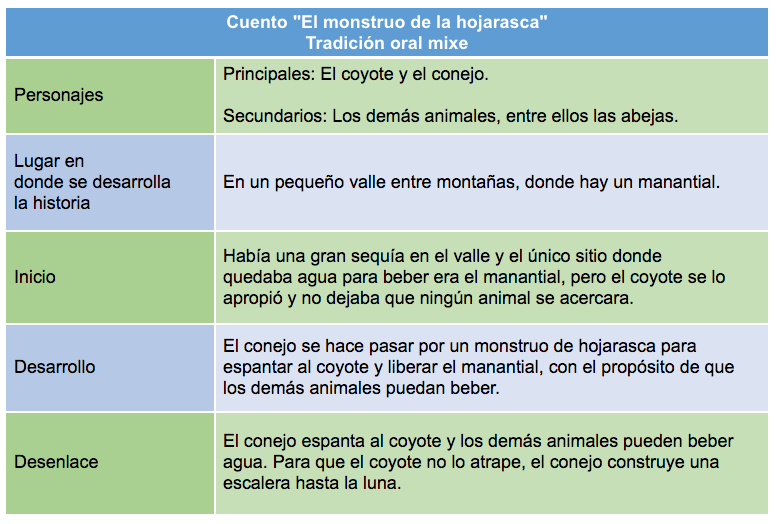 Cuento "El monstruo de la hojarasca"
Tradición oral mixe
Personajes
Principales: El coyote y el conejo.
Secundarios: Los demás animales, entre ellos las abejas.
Lugar en
donde se desarrolla
la historia
En un pequeño valle entre montañas, donde hay un manantial.
Inicio
Había una gran sequía en el valle y el único sitio donde
quedaba agua para beber era el manantial, pero el coyote se lo
apropió y no dejaba que ningún animal se acercara.
Desarrollo
El conejo se hace pasar por un monstruo de hojarasca para
espantar al coyote y liberar el manantial, con el propósito de que
los demás animales puedan beber.
Desenlace
El conejo espanta al coyote y los demás animales pueden beber
agua. Para que el coyote no lo atrape, el conejo construye una
escalera hasta la luna.